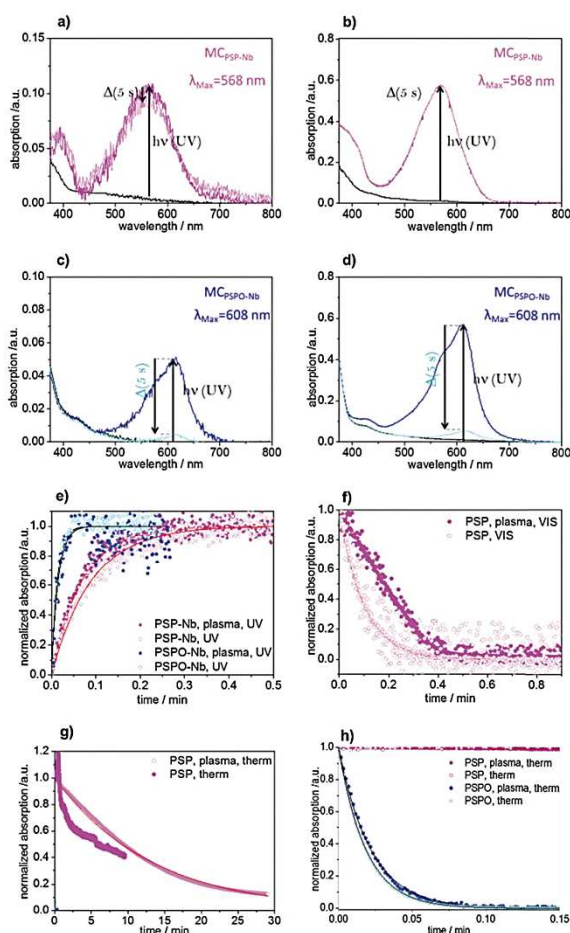 a)
0.15
0.10
0.05
0.00
400 500 600 700 800
absorption /a.u.
wavelength / nm
MC PSP-Nb
λMax=568 nm
Δ(5 s)
hν (UV)
b)
0.8
0.6
0.4
0.2
0.0
400 500 600 700 800
absorption /a.u.
wavelength / nm
MC PSP-Nb
λMax=568 nm
Δ(5 s)
hν (UV)
c)
0.10
0.08
0.06
0.04
0.02
0.00
400 500 600 700 800
absorption /a.u.
wavelength / nm
MC PSPO-Nb
λMax=608 nm
Δ(5 s)
hν (UV)
d)
0.8
0.6
0.4
0.2
0.0
400 500 600 700 800
absorption /a.u.
wavelength / nm
MC PSPO-Nb
λMax=608 nm
Δ(5 s)
hν (UV)
e)
1.0
0.8
0.6
0.4
0.2
0.0
0.0 0.1 0.2 0.3 0.4 0.5
normalized absorption /a.u.
time / min
PSP-Nb, plasma, UV
PSP-Nb, UV
PSPO-Nb, plasma, UV
PSPO-Nb, UV
f)
1.0
0.8
0.6
0.4
0.2
0.0
0.0 0.2 0.4 0.6 0.8
normalized absorption /a.u.
time / min
PSP, plasma, VIS
PSP, VIS
g)
1.2
1.0
0.8
0.6
0.4
0.2
0.0
0 5 10 15 20 25 30
normalized absorption /a.u.
time / min
PSP, plasma, therm
PSP, therm
h)
1.0
0.8
0.6
0.4
0.2
0.0
0.00 0.05 0.10 0.15
normalized absorption /a.u.
time / min
PSP, plasma, therm
PSP, therm
PSPO, plasma, therm
PSPO, therm